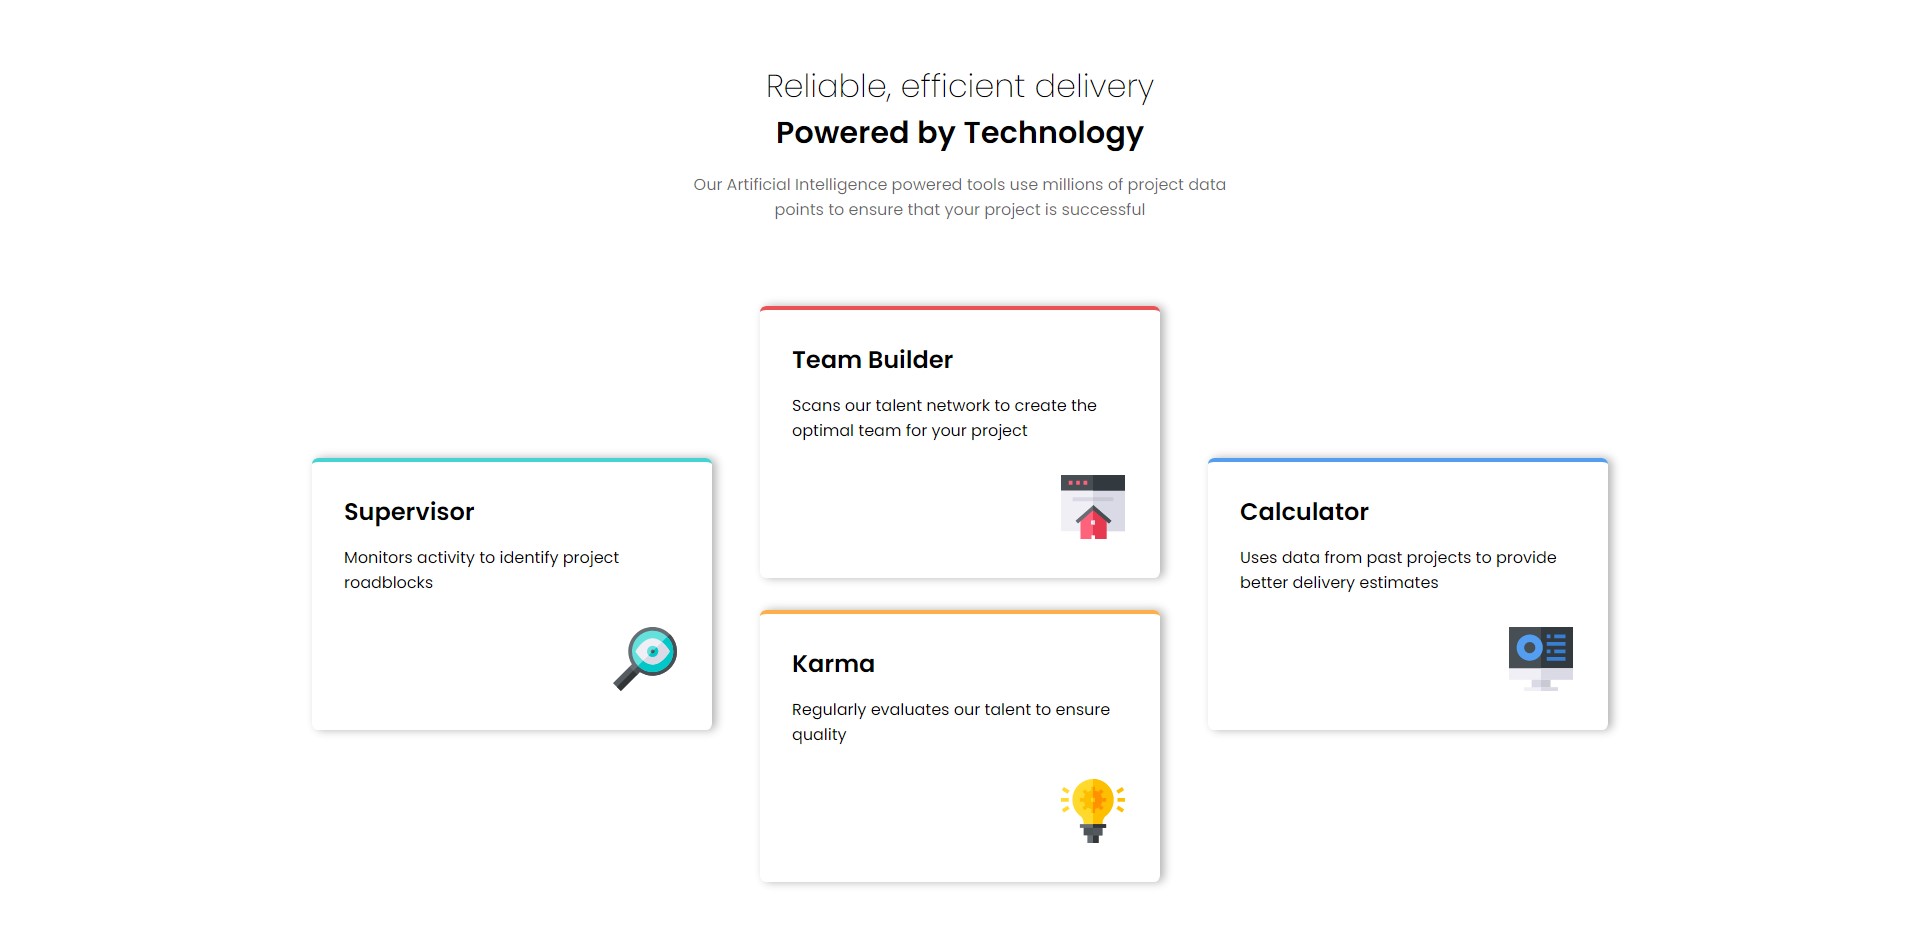 Reliable, efficient delivery
Powered by Technology
Our Artificial Intelligence powered tools use millions of project data
points to ensure that your project is successful
Supervisor
Monitors activity to identify project
roadblocks
Team Builder
Scans our talent network to create the
optimal team for your project
Karma
Regularly evaluates our talent to ensure
quality
Calculator
Uses data from past projects to provide
better delivery estimates